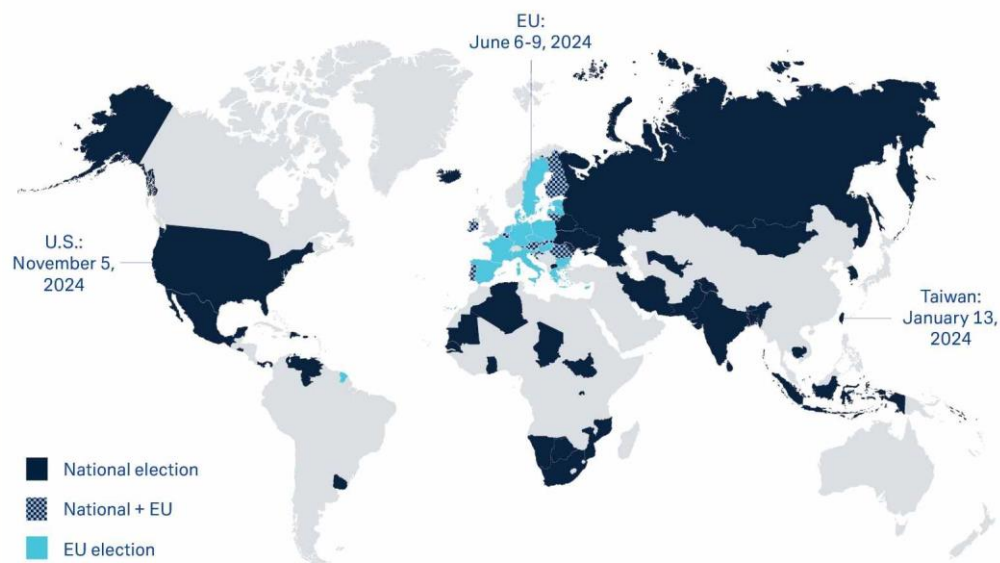 EU:
June 6-9, 2024
U.S.:
November 5,
2024
Taiwan:
January 13,
2024
National election
National + EU
EU election